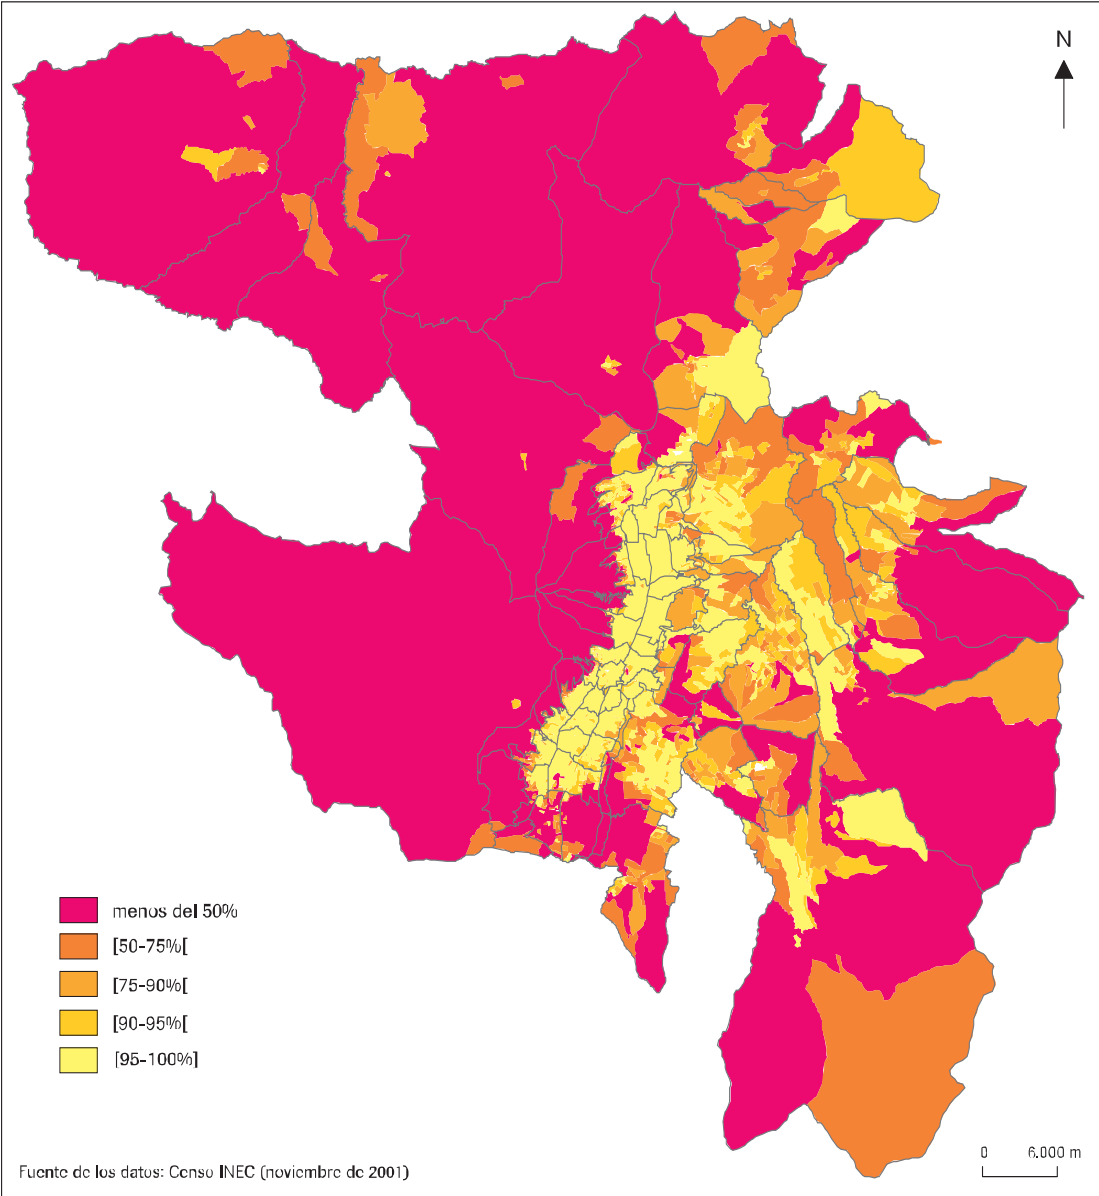 N
menos del 50%
[50-75%[
[75-90%[
[90-95%[
[95-100%]
0 6.000 m
Fuente de los datos: Censo INEC (noviembre de 2001)